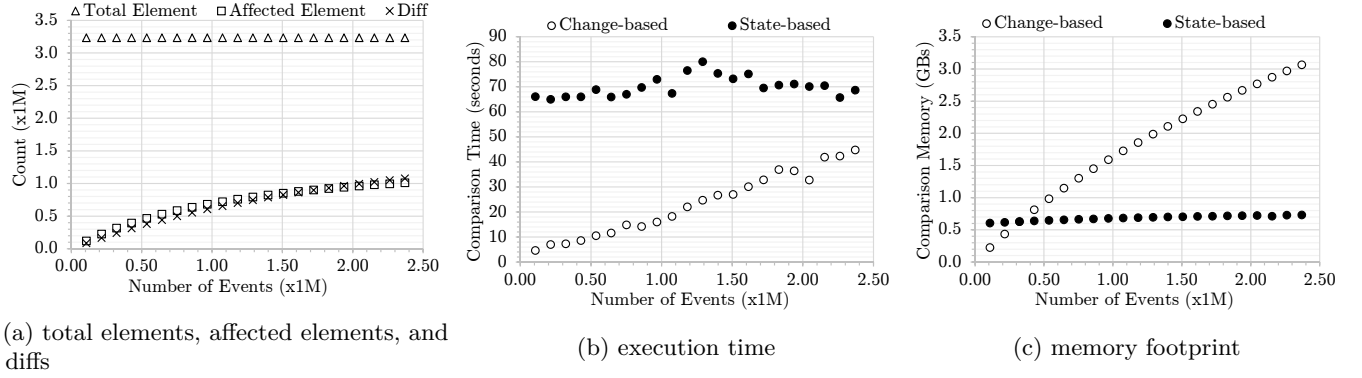 △ Total Element □ Affected Element × Diff
3.5
3.0
2.5
2.0
1.5
1.0
0.5
0.0
Count (x1M)
0.00 0.50 1.00 1.50 2.00 2.50
Number of Events (x1M)
(a) total elements, affected elements, and
diffs
○ Change-based ● State-based
90
80
70
60
50
40
30
20
10
0
Comparison Time (seconds)
0.00 0.50 1.00 1.50 2.00 2.50
Number of Events (x1M)
(b) execution time
○ Change-based ● State-based
3.5
3.0
2.5
2.0
1.5
1.0
0.5
0.0
Comparison Memory (GBs)
0.00 0.50 1.00 1.50 2.00 2.50
Number of Events (x1M)
(c) memory footprint